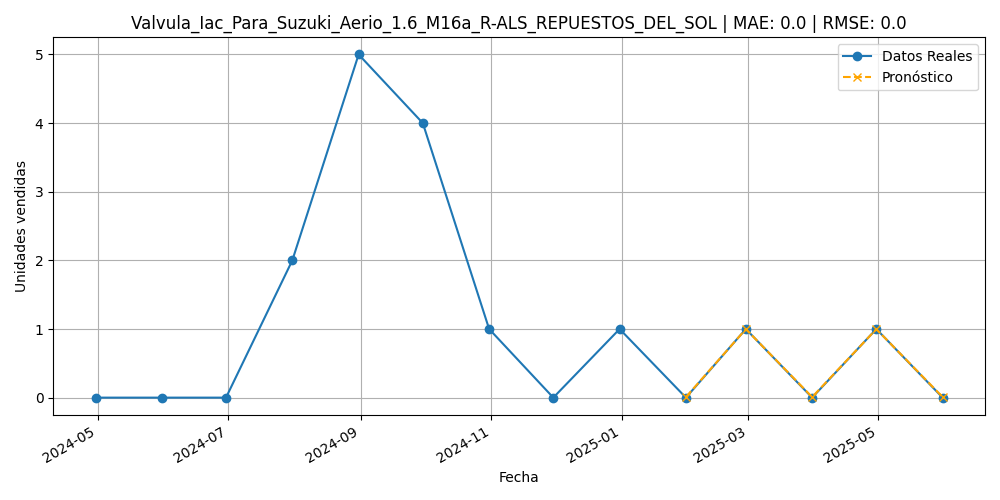 Valvula_Iac_Para_Suzuki_Aerio_1.6_M16a_R-ALS_REPUESTOS_DEL_SOL | MAE: 0.0 | RMSE: 0.0
Datos Reales
Pronóstico
Unidades vendidas
5
4
3
2
1
0
2024-05
2024-07
2024-09
2024-11
2025-01
2025-03
2025-05
Fecha